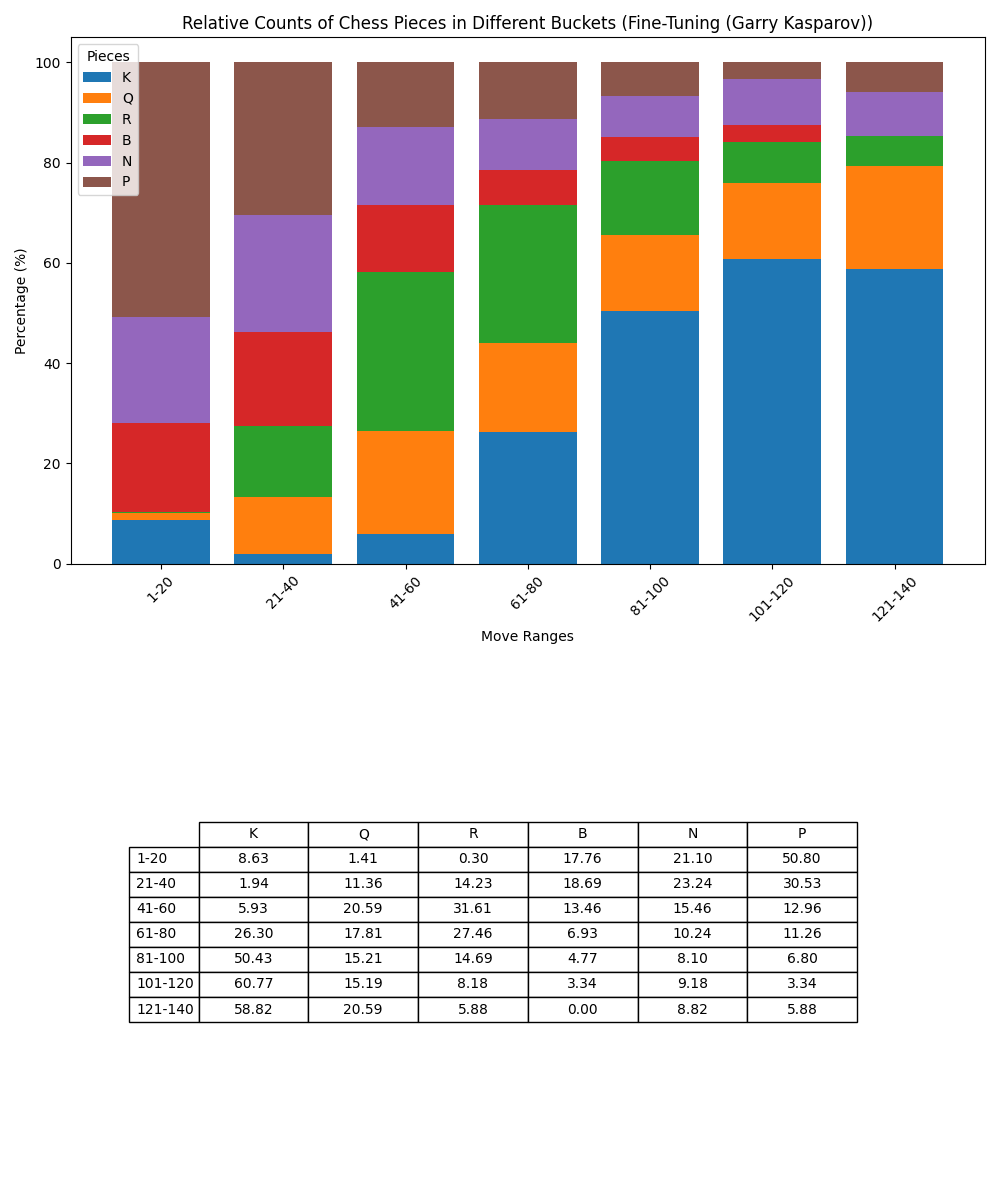 Relative Counts of Chess Pieces in Different Buckets (Fine-Tuning (Garry Kasparov))
Pieces
K
Q
R
B
N
P
Percentage (%)
100
80
60
40
20
0
1-20 21-40 41-60 61-80 81-100 101-120 121-140
Move Ranges
K Q R B N P
1-20 8.63 1.41 0.30 17.76 21.10 50.80
21-40 1.94 11.36 14.23 18.69 23.24 30.53
41-60 5.93 20.59 31.61 13.46 15.46 12.96
61-80 26.30 17.81 27.46 6.93 10.24 11.26
81-100 50.43 15.21 14.69 4.77 8.10 6.80
101-120 60.77 15.19 8.18 3.34 9.18 3.34
121-140 58.82 20.59 5.88 0.00 8.82 5.88